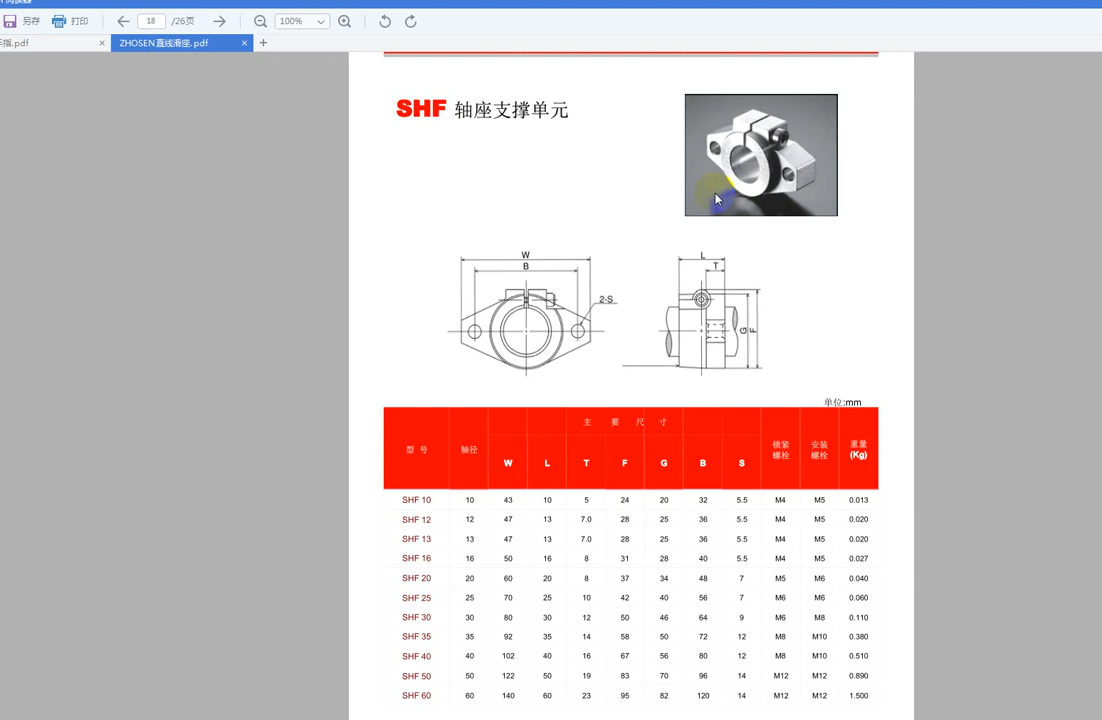 另存 打印 18 /26页 100%
手指.pdf × ZHOSEN直线滑座.pdf × +
SHF 轴座支撑单元
W
B
2-S
L
T
G
F
单位:mm
型 号 轴径 主 要 尺 寸 锁紧螺栓 安装螺栓 重量(Kg)
W L T F G B S
SHF 10 10 43 10 5 24 20 32 5.5 M4 M5 0.013
SHF 12 12 47 13 7.0 28 25 36 5.5 M4 M5 0.020
SHF 13 13 47 13 7.0 28 25 36 5.5 M4 M5 0.020
SHF 16 16 50 16 8 31 28 40 5.5 M4 M5 0.027
SHF 20 20 60 20 8 37 34 48 7 M5 M6 0.040
SHF 25 25 70 25 10 42 40 56 7 M6 M6 0.060
SHF 30 30 80 30 12 50 46 64 9 M6 M8 0.110
SHF 35 35 92 35 14 58 50 72 12 M8 M10 0.380
SHF 40 40 102 40 16 67 56 80 12 M8 M10 0.510
SHF 50 50 122 50 19 83 70 96 14 M12 M12 0.890
SHF 60 60 140 60 23 95 82 120 14 M12 M12 1.500